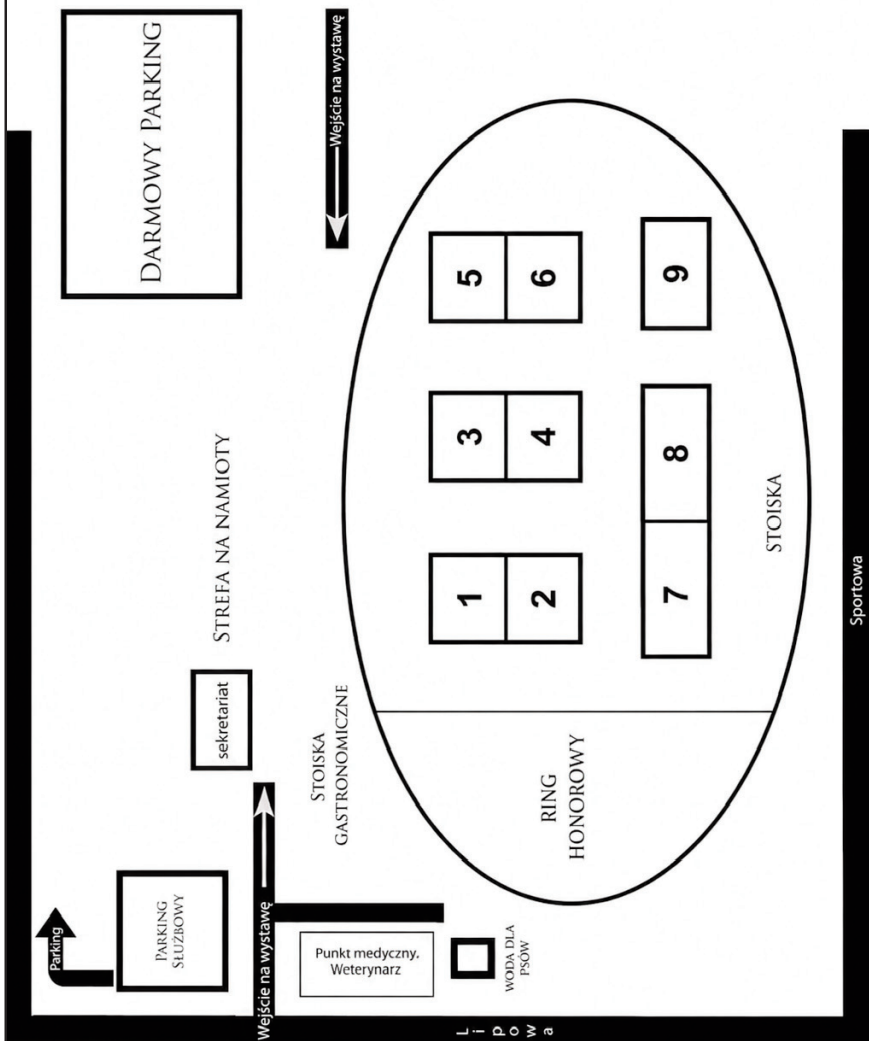 DARMOWY PARKING
Wejście na wystawę
5
6
9
3
4
8
1
2
7
STREFA NA NAMIOTY
STOISKA
sekretariat
STOISKA
GASTRONOMICZNE
RING
HONOROWY
Parking
PARKING
SŁUŻBOWY
Wejście na wystawę
Punkt medyczny.
Weterynarz
WODA DLA
PSÓW
Lipowa
Sportowa